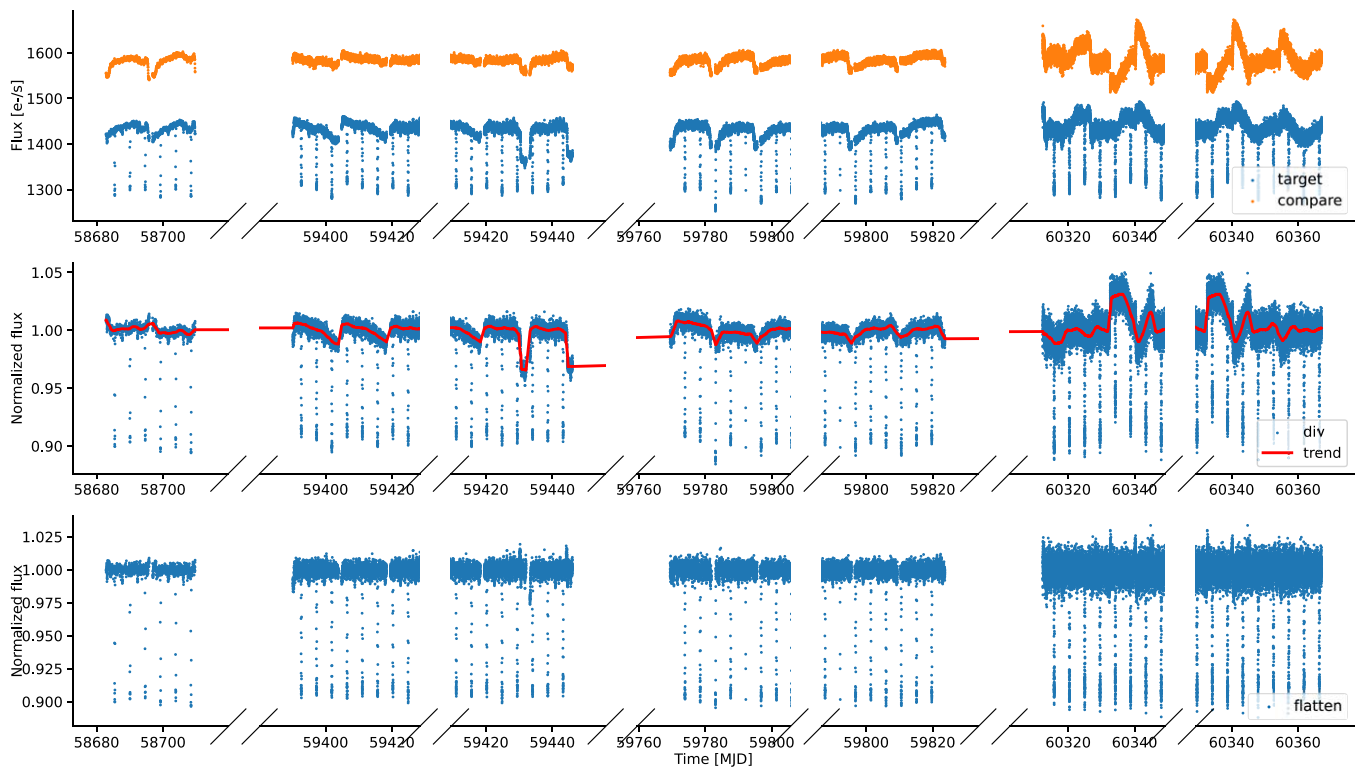 Flux [e-/s]
1600
1500
1400
1300
target
compare
58680 58700 59400 59420 59420 59440 59760 59780 59800 59800 59820 60320 60340 60340 60360
Normalized flux
1.05
1.00
0.95
0.90
div
trend
58680 58700 59400 59420 59420 59440 59760 59780 59800 59800 59820 60320 60340 60340 60360
Normalized flux
1.025
1.000
0.975
0.950
0.925
0.900
flatten
58680 58700 59400 59420 59420 59440 59760 59780 59800 59800 59820 60320 60340 60340 60360
Time [MJD]